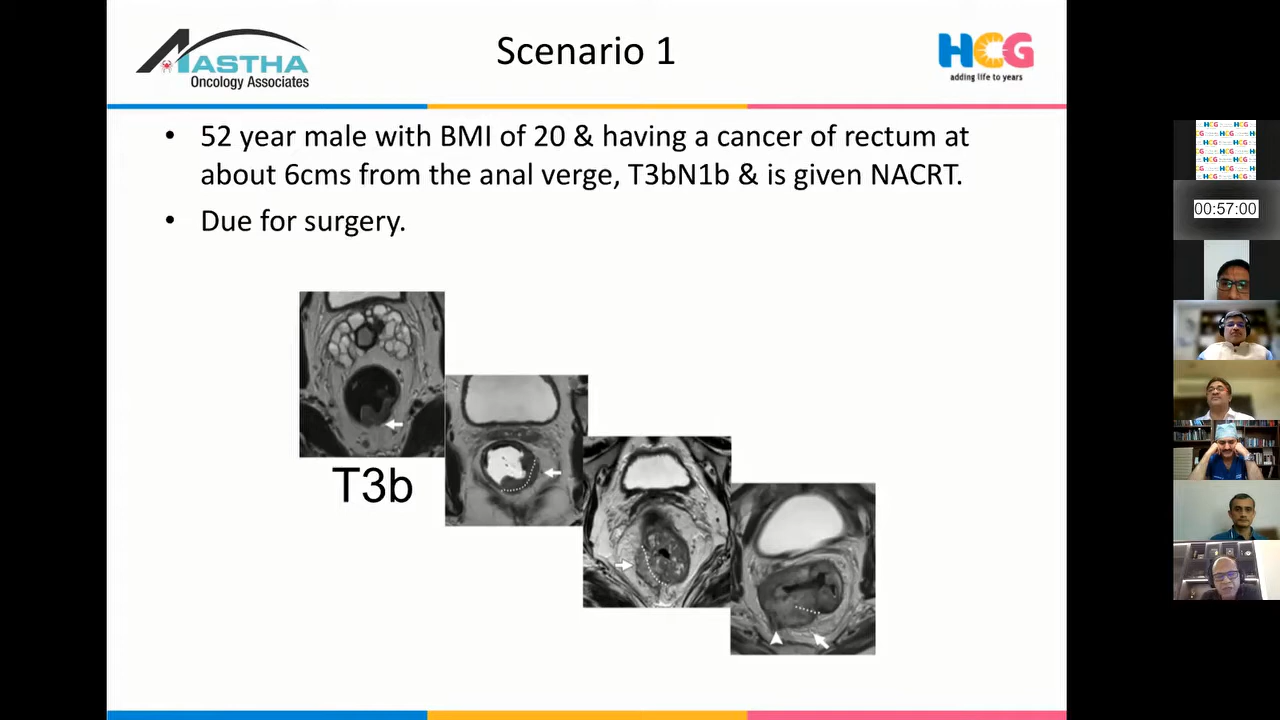 AASTHA
Oncology Associates
Scenario 1
HCG
adding life to years
• 52 year male with BMI of 20 & having a cancer of rectum at
about 6cms from the anal verge, T3bN1b & is given NACRT.
• Due for surgery.
T3b
00:57:00